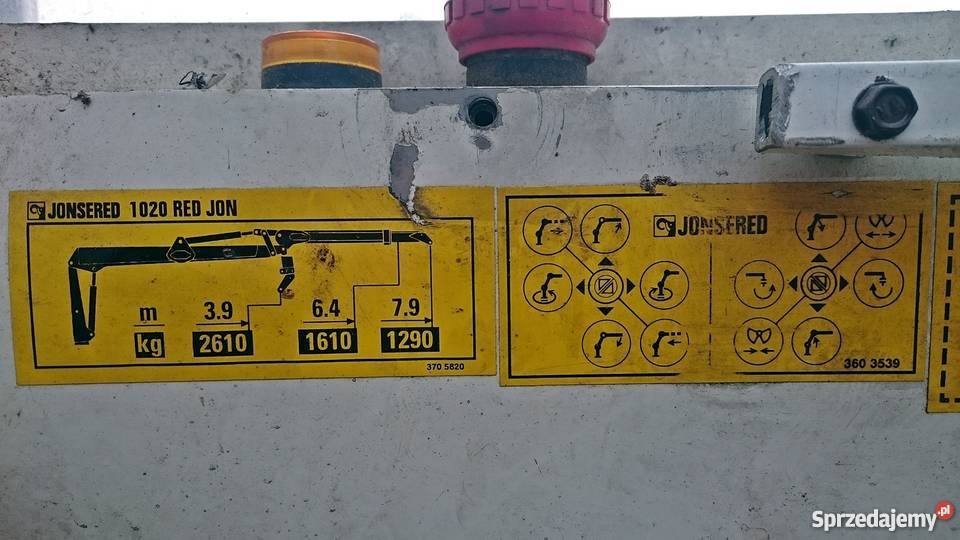 JONSERED 1020 RED JON
m 3.9 6.4 7.9
kg 2610 1610 1290
370 5820
JONSERED
360 3539
Sprzedajemy.pl